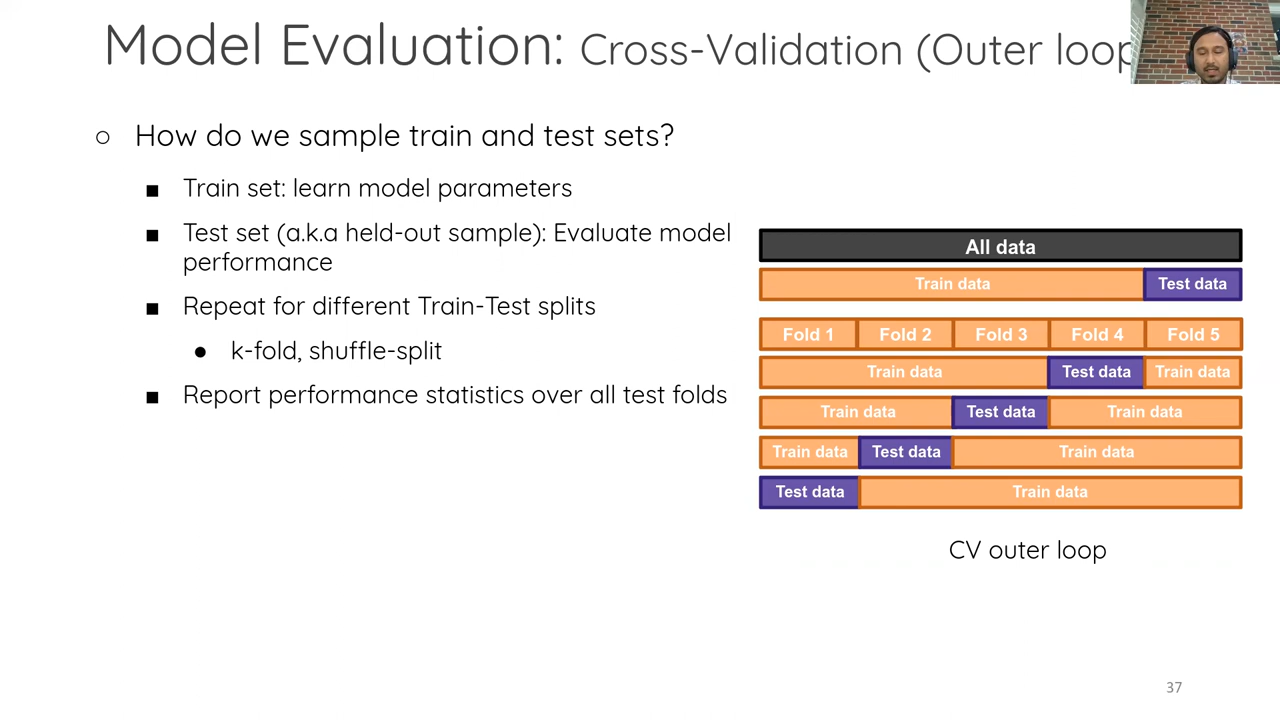 Model Evaluation: Cross-Validation (Outer loop
○ How do we sample train and test sets?
■ Train set: learn model parameters
■ Test set (a.k.a held-out sample): Evaluate model
performance
■ Repeat for different Train-Test splits
● k-fold, shuffle-split
■ Report performance statistics over all test folds
All data
Train data Test data
Fold 1 Fold 2 Fold 3 Fold 4 Fold 5
Train data Test data Train data
Train data Test data Train data
Train data Test data Train data
Test data Train data
CV outer loop
37